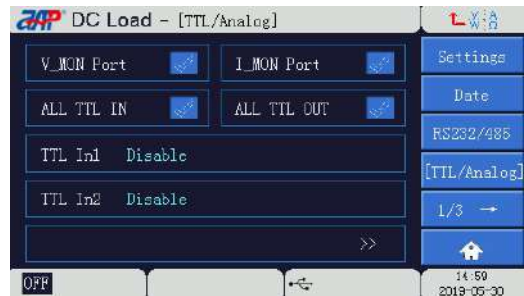 ZAP DC Load - [TTL/Analog]
V_MON Port
I_MON Port
Settings
ALL TTL IN
ALL TTL OUT
Date
RS232/485
TTL In1 Disable
[TTL/Analog]
TTL In2 Disable
1/3 →
>>
OFF
14:59
2019-05-30